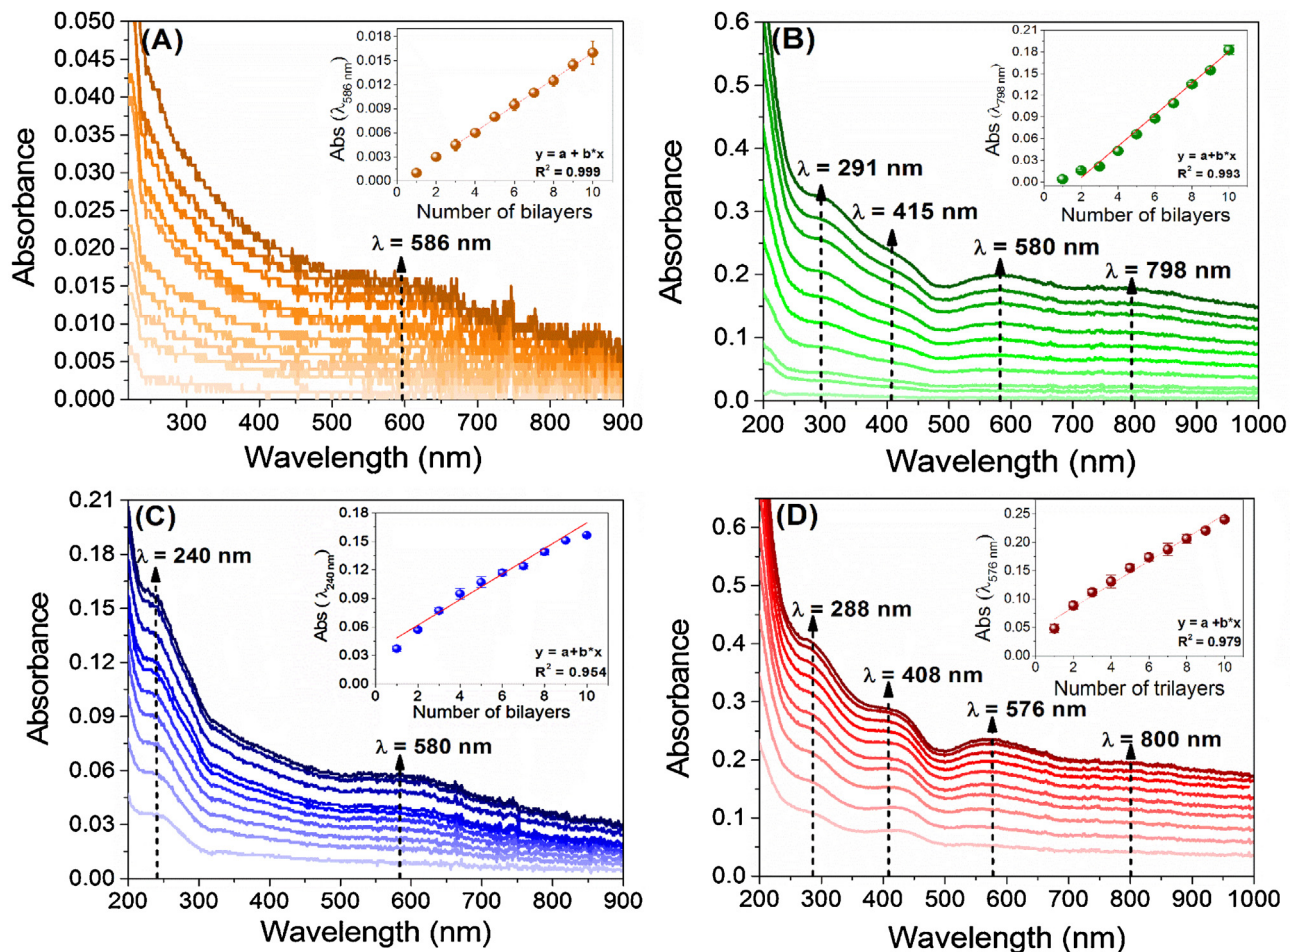 (A)
0.050
0.045
0.040
0.035
0.030
0.025
0.020
0.015
0.010
0.005
0.000
Absorbance
300 400 500 600 700 800 900
Wavelength (nm)
λ = 586 nm
0.018
0.015
0.012
0.009
0.006
0.003
0.000
Abs (λ586 nm)
0 2 4 6 8 10
Number of bilayers
y = a + b*x
R² = 0.999
(B)
0.6
0.5
0.4
0.3
0.2
0.1
0.0
Absorbance
200 300 400 500 600 700 800 900 1000
Wavelength (nm)
λ = 291 nm
λ = 415 nm
λ = 580 nm
λ = 798 nm
0.21
0.18
0.15
0.12
0.09
0.06
0.03
0.00
Abs (λ798 nm)
0 2 4 6 8 10
Number of bilayers
y = a+b*x
R² = 0.993
(C)
0.21
0.18
0.15
0.12
0.09
0.06
0.03
0.00
Absorbance
200 300 400 500 600 700 800 900
Wavelength (nm)
λ = 240 nm
λ = 580 nm
0.18
0.15
0.12
0.09
0.06
0.03
0.00
Abs (λ240 nm)
0 2 4 6 8 10
Number of bilayers
y = a+b*x
R² = 0.954
(D)
0.6
0.5
0.4
0.3
0.2
0.1
0.0
Absorbance
200 300 400 500 600 700 800 900 1000
Wavelength (nm)
λ = 288 nm
λ = 408 nm
λ = 576 nm
λ = 800 nm
0.25
0.20
0.15
0.10
0.05
0.00
Abs (λ576 nm)
0 2 4 6 8 10
Number of trilayers
y = a +b*x
R² = 0.979